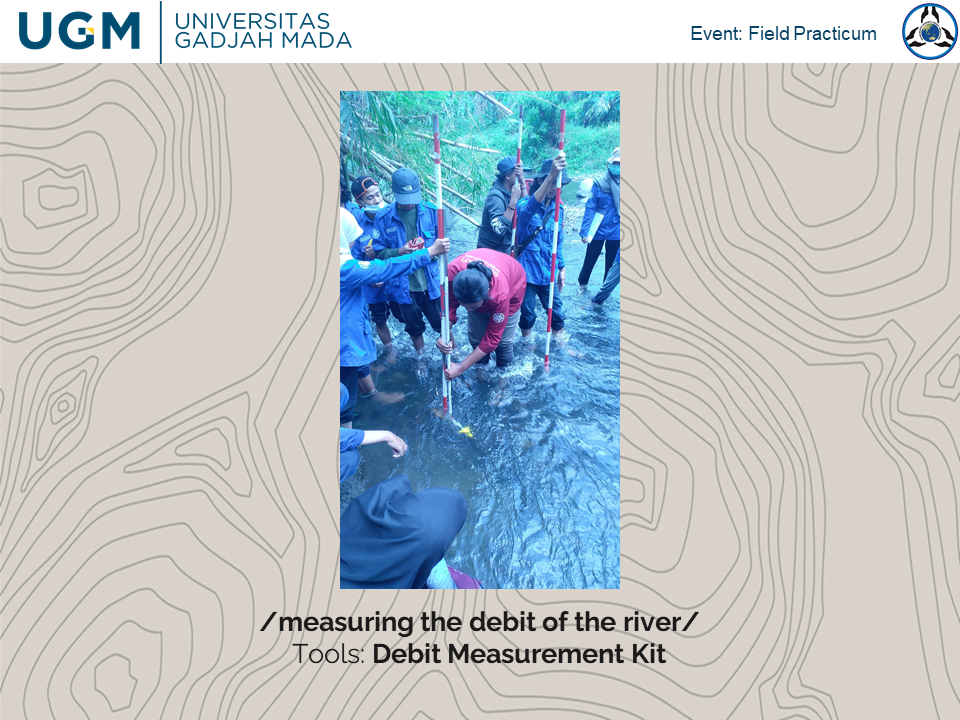 UGM
UNIVERSITAS
GADJAH MADA
Event: Field Practicum
/measuring the debit of the river/
Tools: Debit Measurement Kit